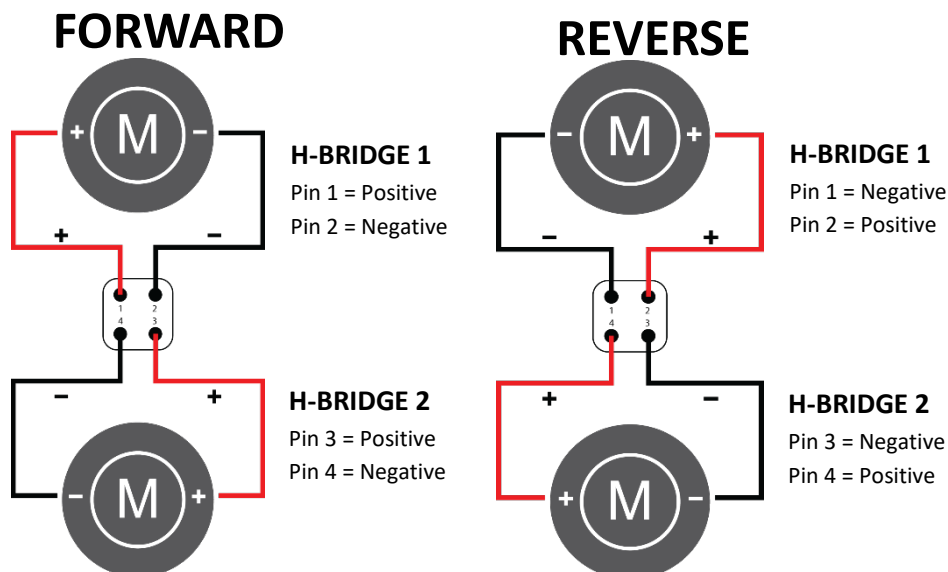 FORWARD
+ M −
H-BRIDGE 1
Pin 1 = Positive
Pin 2 = Negative
+ −
1 2
4 3
− +
H-BRIDGE 2
Pin 3 = Positive
Pin 4 = Negative
− M +
REVERSE
− M +
H-BRIDGE 1
Pin 1 = Negative
Pin 2 = Positive
− +
1 2
4 3
+ −
H-BRIDGE 2
Pin 3 = Negative
Pin 4 = Positive
+ M −